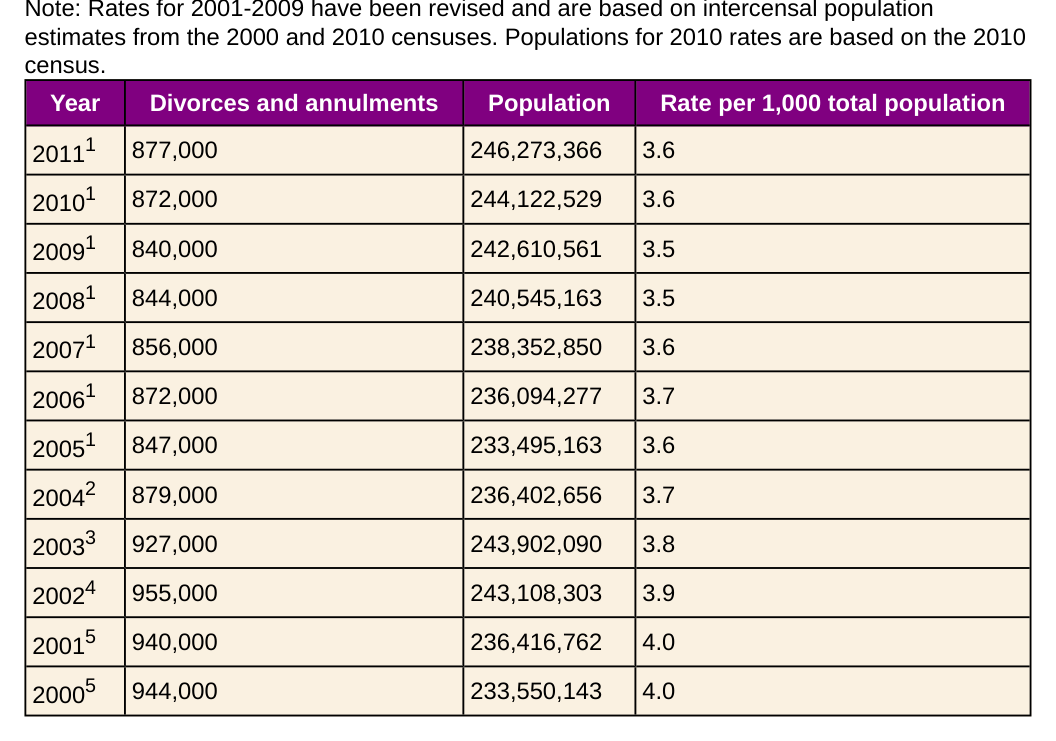 Note: Rates for 2001-2009 have been revised and are based on intercensal population
estimates from the 2000 and 2010 censuses. Populations for 2010 rates are based on the 2010
census.
Year Divorces and annulments Population Rate per 1,000 total population
2011¹ 877,000 246,273,366 3.6
2010¹ 872,000 244,122,529 3.6
2009¹ 840,000 242,610,561 3.5
2008¹ 844,000 240,545,163 3.5
2007¹ 856,000 238,352,850 3.6
2006¹ 872,000 236,094,277 3.7
2005¹ 847,000 233,495,163 3.6
2004² 879,000 236,402,656 3.7
2003³ 927,000 243,902,090 3.8
2002⁴ 955,000 243,108,303 3.9
2001⁵ 940,000 236,416,762 4.0
2000⁵ 944,000 233,550,143 4.0